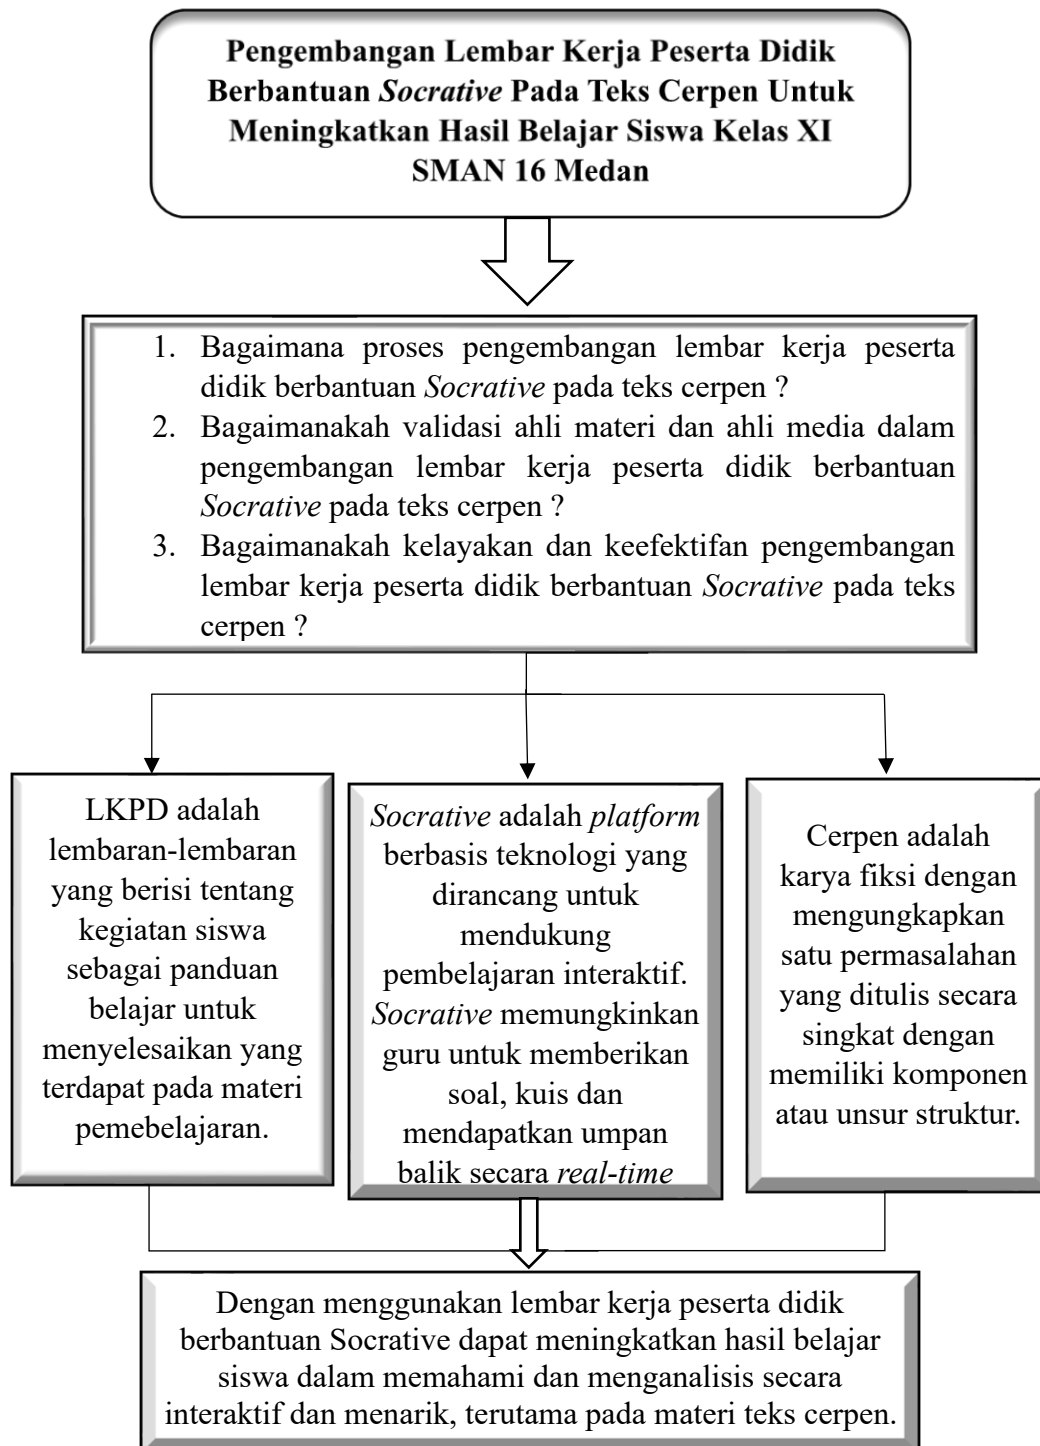 Pengembangan Lembar Kerja Peserta Didik
Berbantuan Socrative Pada Teks Cerpen Untuk
Meningkatkan Hasil Belajar Siswa Kelas XI
SMAN 16 Medan
1. Bagaimana proses pengembangan lembar kerja peserta
didik berbantuan Socrative pada teks cerpen ?
2. Bagaimanakah validasi ahli materi dan ahli media dalam
pengembangan lembar kerja peserta didik berbantuan
Socrative pada teks cerpen ?
3. Bagaimanakah kelayakan dan keefektifan pengembangan
lembar kerja peserta didik berbantuan Socrative pada teks
cerpen ?
LKPD adalah
lembaran-lembaran
yang berisi tentang
kegiatan siswa
sebagai panduan
belajar untuk
menyelesaikan yang
terdapat pada materi
pemebelajaran.
Socrative adalah platform
berbasis teknologi yang
dirancang untuk
mendukung
pembelajaran interaktif.
Socrative memungkinkan
guru untuk memberikan
soal, kuis dan
mendapatkan umpan
balik secara real-time
Cerpen adalah
karya fiksi dengan
mengungkapkan
satu permasalahan
yang ditulis secara
singkat dengan
memiliki komponen
atau unsur struktur.
Dengan menggunakan lembar kerja peserta didik
berbantuan Socrative dapat meningkatkan hasil belajar
siswa dalam memahami dan menganalisis secara
interaktif dan menarik, terutama pada materi teks cerpen.